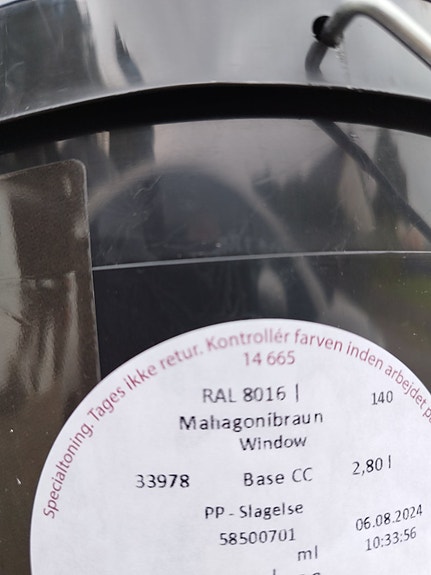 Specialtoning. Tages ikke retur. Kontrollér farven inden arbejdet
14 665
RAL 8016 | 140
Mahagonibraun
Window
33978 Base CC 2,80 l
PP - Slagelse
58500701 06.08.2024
ml 10:33:56